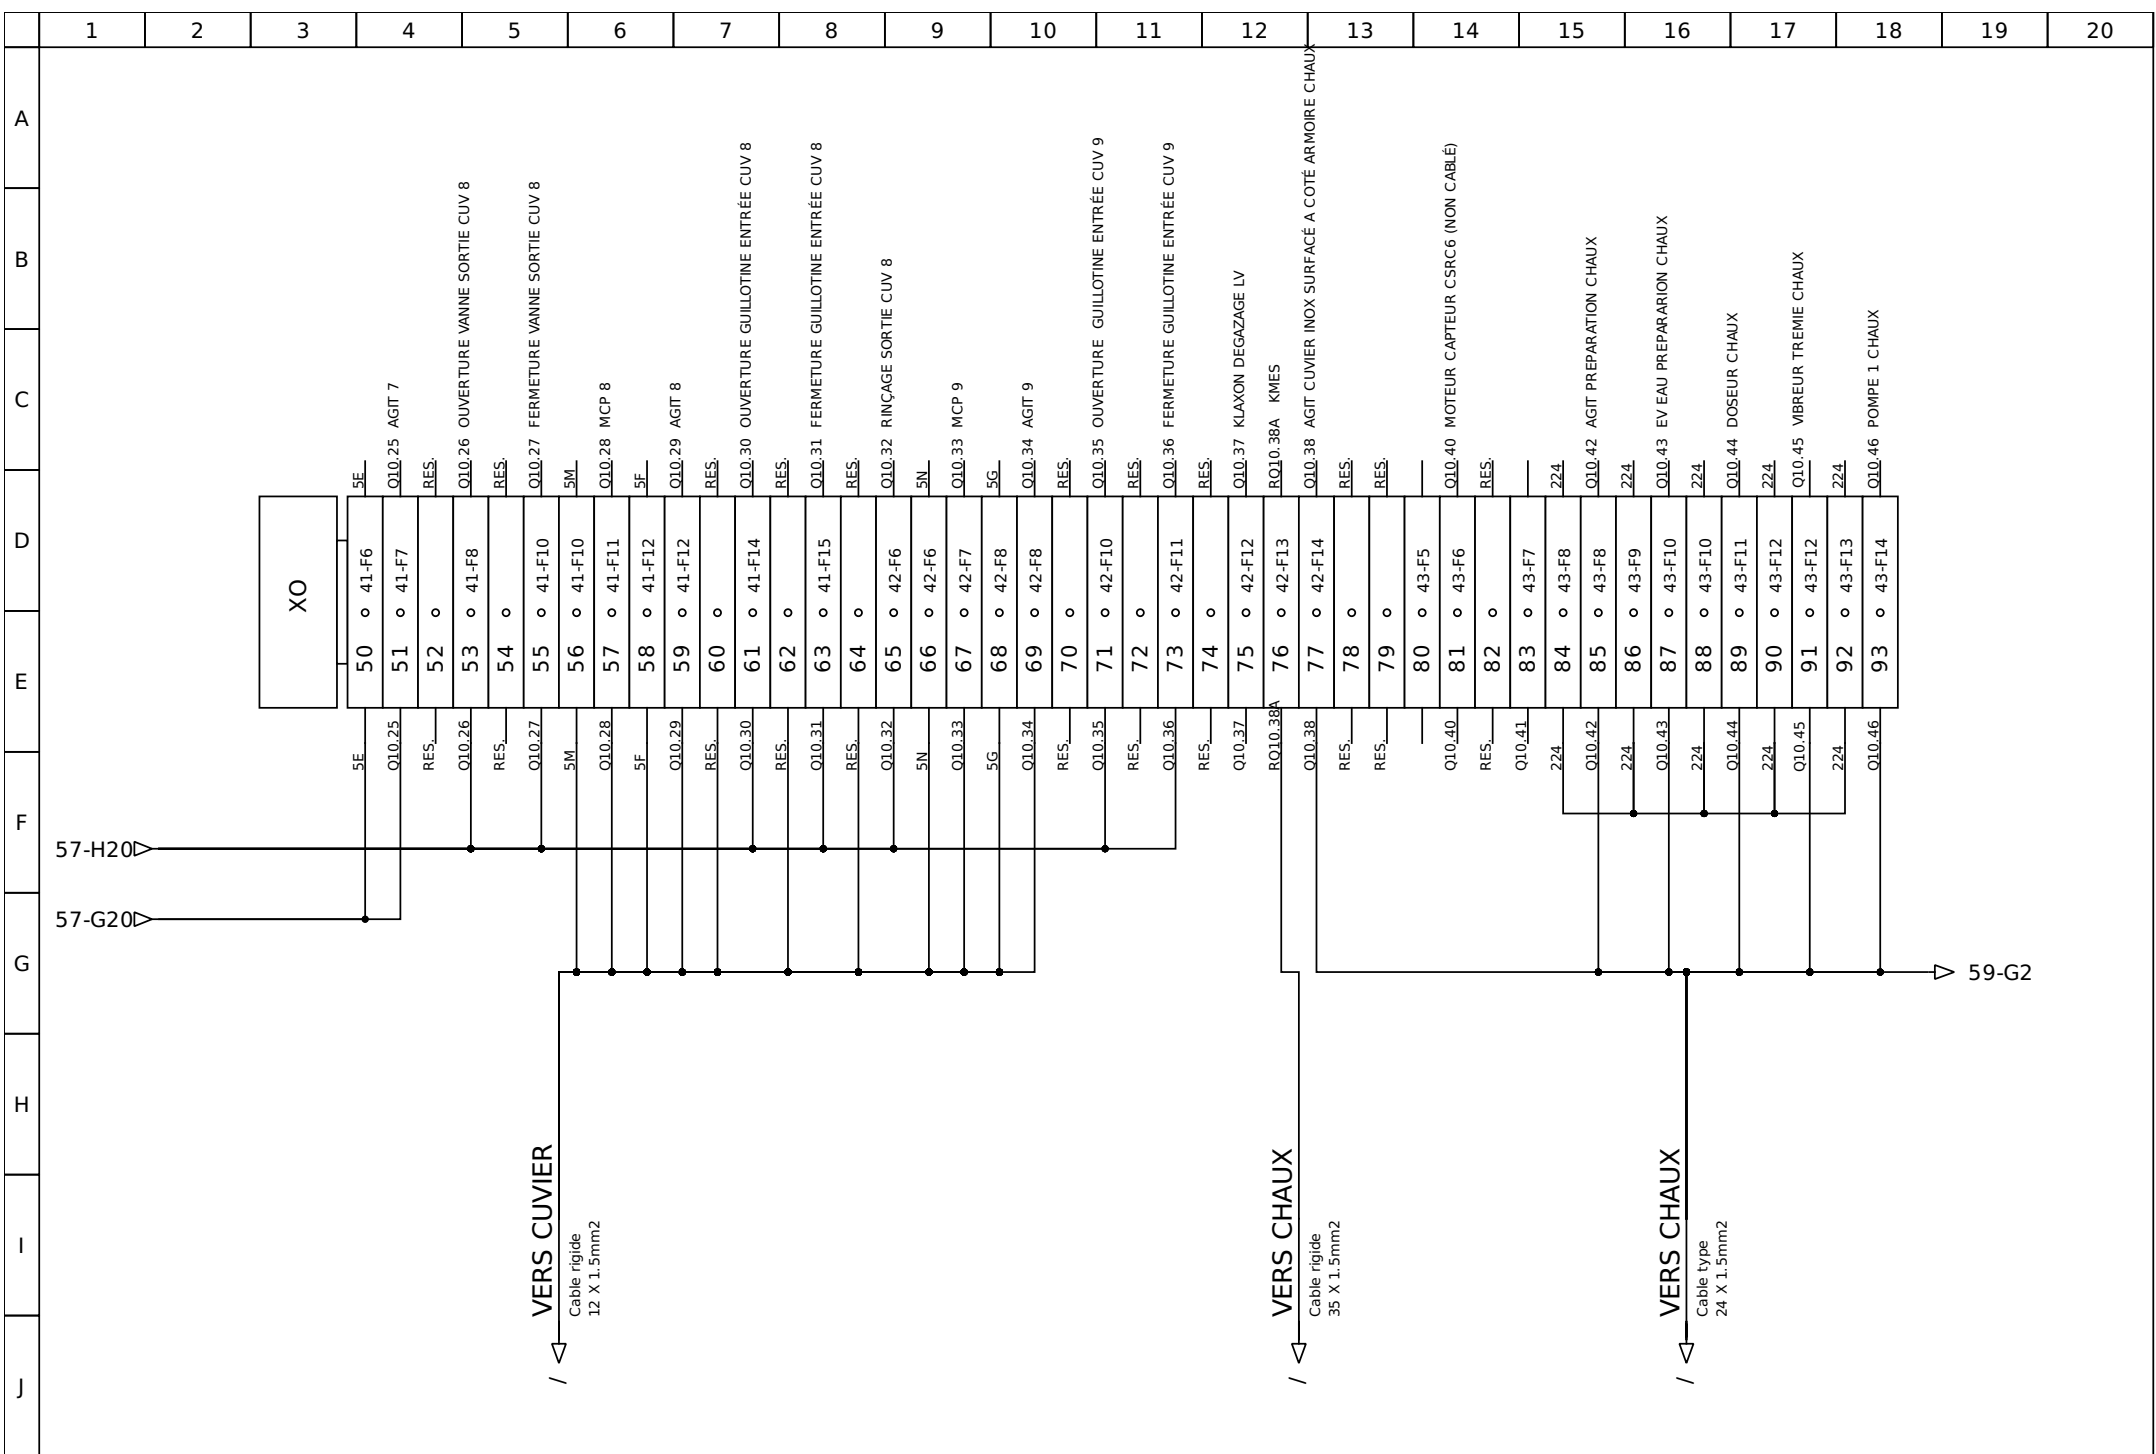 1 2 3 4 5 6 7 8 9 10 11 12 13 14 15 16 17 18 19 20
A
B
C
D
E
F
G
H
I
J
5E
Q10.25 AGIT 7
RES.
Q10.26 OUVERTURE VANNE SORTIE CUV 8
RES.
Q10.27 FERMETURE VANNE SORTIE CUV 8
5M
Q10.28 MCP 8
5F
Q10.29 AGIT 8
RES.
Q10.30 OUVERTURE GUILLOTINE ENTRÉE CUV 8
RES.
Q10.31 FERMETURE GUILLOTINE ENTRÉE CUV 8
RES.
Q10.32 RINÇAGE SORTIE CUV 8
5N
Q10.33 MCP 9
5G
Q10.34 AGIT 9
RES.
Q10.35 OUVERTURE GUILLOTINE ENTRÉE CUV 9
RES.
Q10.36 FERMETURE GUILLOTINE ENTRÉE CUV 9
RES.
Q10.37 KLAXON DEGAZAGE LV
RQ10.38A KMES
Q10.38 AGIT CUVIER INOX SURFACÉ A COTÉ ARMOIRE CHAUX
RES.
RES.
Q10.40 MOTEUR CAPTEUR CSRC6 (NON CABLÉ)
RES.
224
Q10.42 AGIT PREPARATION CHAUX
224
Q10.43 EV EAU PREPARARION CHAUX
224
Q10.44 DOSEUR CHAUX
224
Q10.45 VIBREUR TREMIE CHAUX
224
Q10.46 POMPE 1 CHAUX
XO
50 41-F6
51 41-F7
52
53 41-F8
54
55 41-F10
56 41-F10
57 41-F11
58 41-F12
59 41-F12
60
61 41-F14
62
63 41-F15
64
65 42-F6
66 42-F6
67 42-F7
68 42-F8
69 42-F8
70
71 42-F10
72
73 42-F11
74
75 42-F12
76 42-F13
77 42-F14
78
79
80 43-F5
81 43-F6
82
83 43-F7
84 43-F8
85 43-F8
86 43-F9
87 43-F10
88 43-F10
89 43-F11
90 43-F12
91 43-F12
92 43-F13
93 43-F14
5E
Q10.25
RES.
Q10.26
RES.
Q10.27
5M
Q10.28
5F
Q10.29
RES.
Q10.30
RES.
Q10.31
RES.
Q10.32
5N
Q10.33
5G
Q10.34
RES.
Q10.35
RES.
Q10.36
RES.
Q10.37
RQ10.38A
Q10.38
RES.
RES.
Q10.40
RES.
Q10.41
224
Q10.42
224
Q10.43
224
Q10.44
224
Q10.45
224
Q10.46
57-H20
57-G20
59-G2
VERS CUVIER
Cable rigide
12 X 1.5mm2
/
VERS CHAUX
Cable rigide
35 X 1.5mm2
/
VERS CHAUX
Cable type
24 X 1.5mm2
/